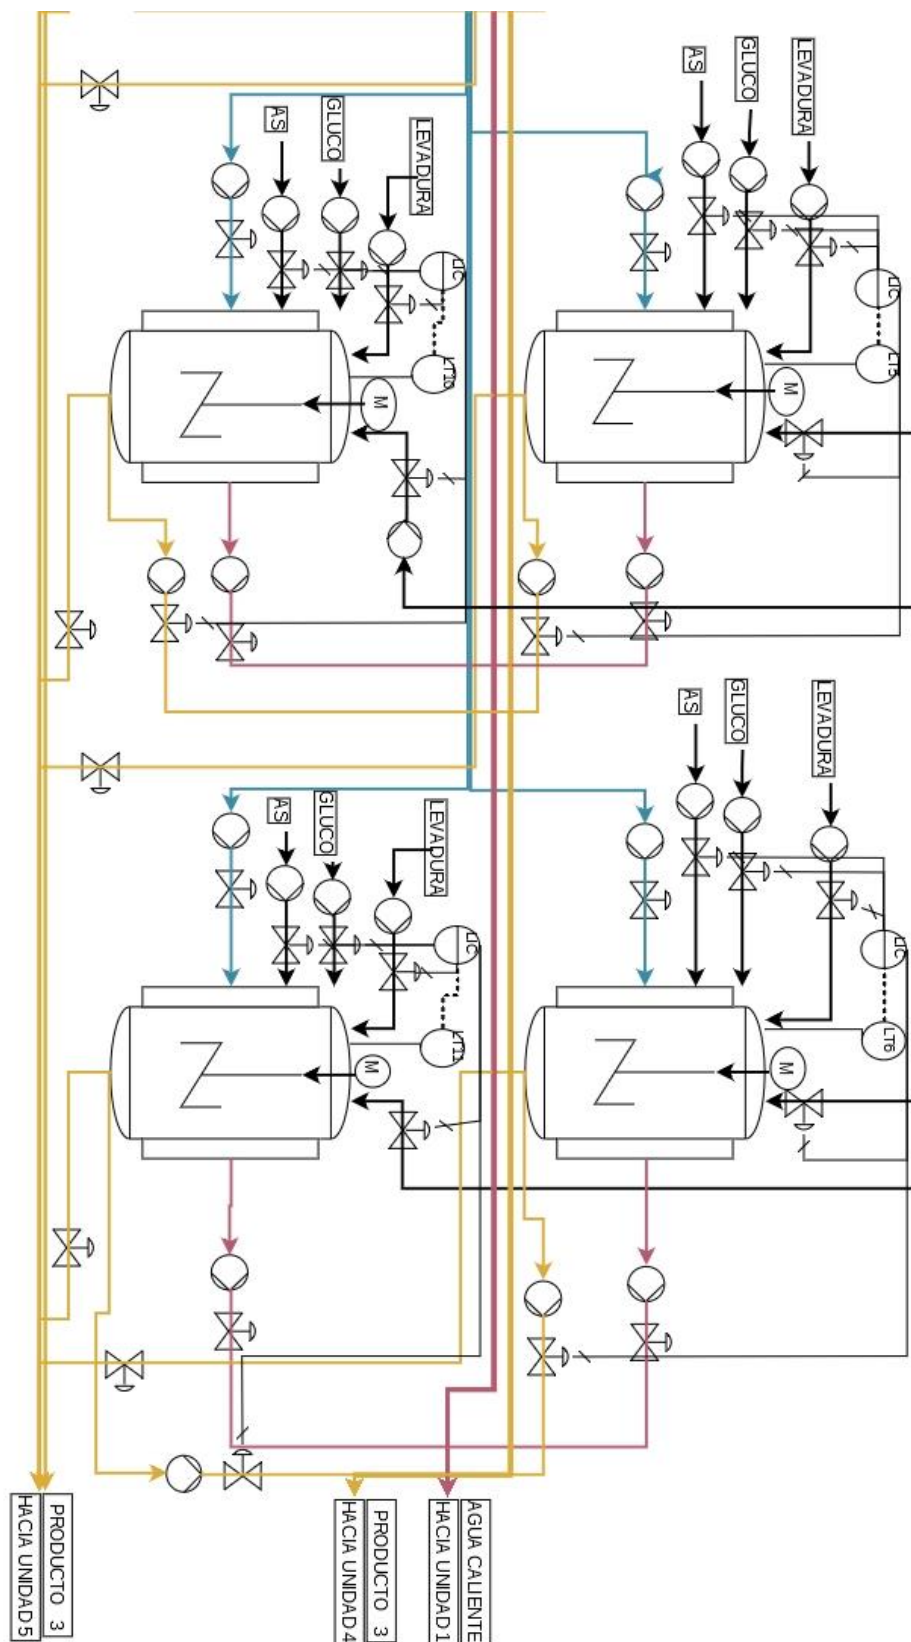 AS
GLUCO
LEVADURA
LIC
LT10
M
AS
GLUCO
LEVADURA
LIC
LT5
M
AS
GLUCO
LEVADURA
LIC
M
AS
GLUCO
LEVADURA
LIC
LT6
M
PRODUCTO 3
HACIA UNIDAD 5
PRODUCTO 3
HACIA UNIDAD 4
AGUA CALIENTE
HACIA UNIDAD 1